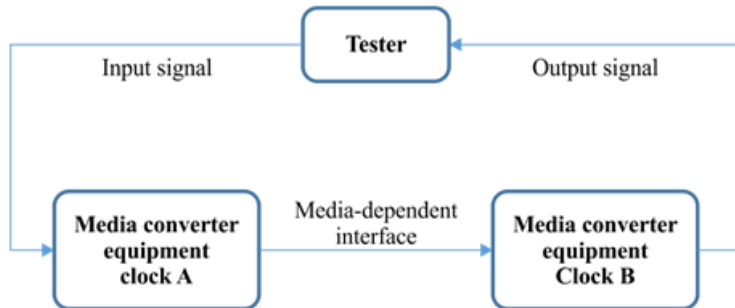 Tester
Input signal
Output signal
Media converter
equipment
clock A
Media-dependent
interface
Media converter
equipment
Clock B